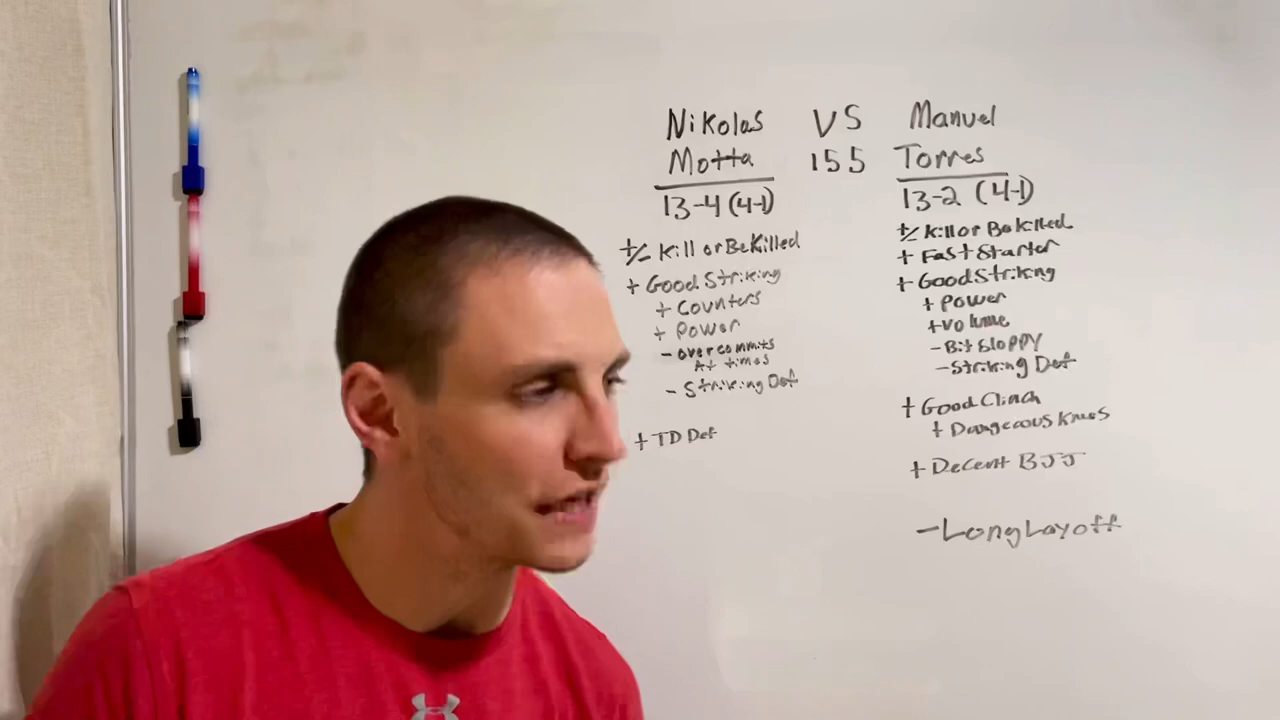 Nikolas VS Manuel
Motta 155 Torres
13-4 (4-1)
+/- Kill or Be Killed
+ Good Striking
+ Counters
+ Power
- overcommits
At times
- Striking Def
+ TD Def
13-2 (4-1)
+/- Kill or Be Killed
+ Fast Starter
+ Good Striking
+ Power
+ Volume
- Bit Sloppy
- Striking Def
+ Good Clinch
+ Dangeous Knees
+ Decent BJJ
- Long Layoff